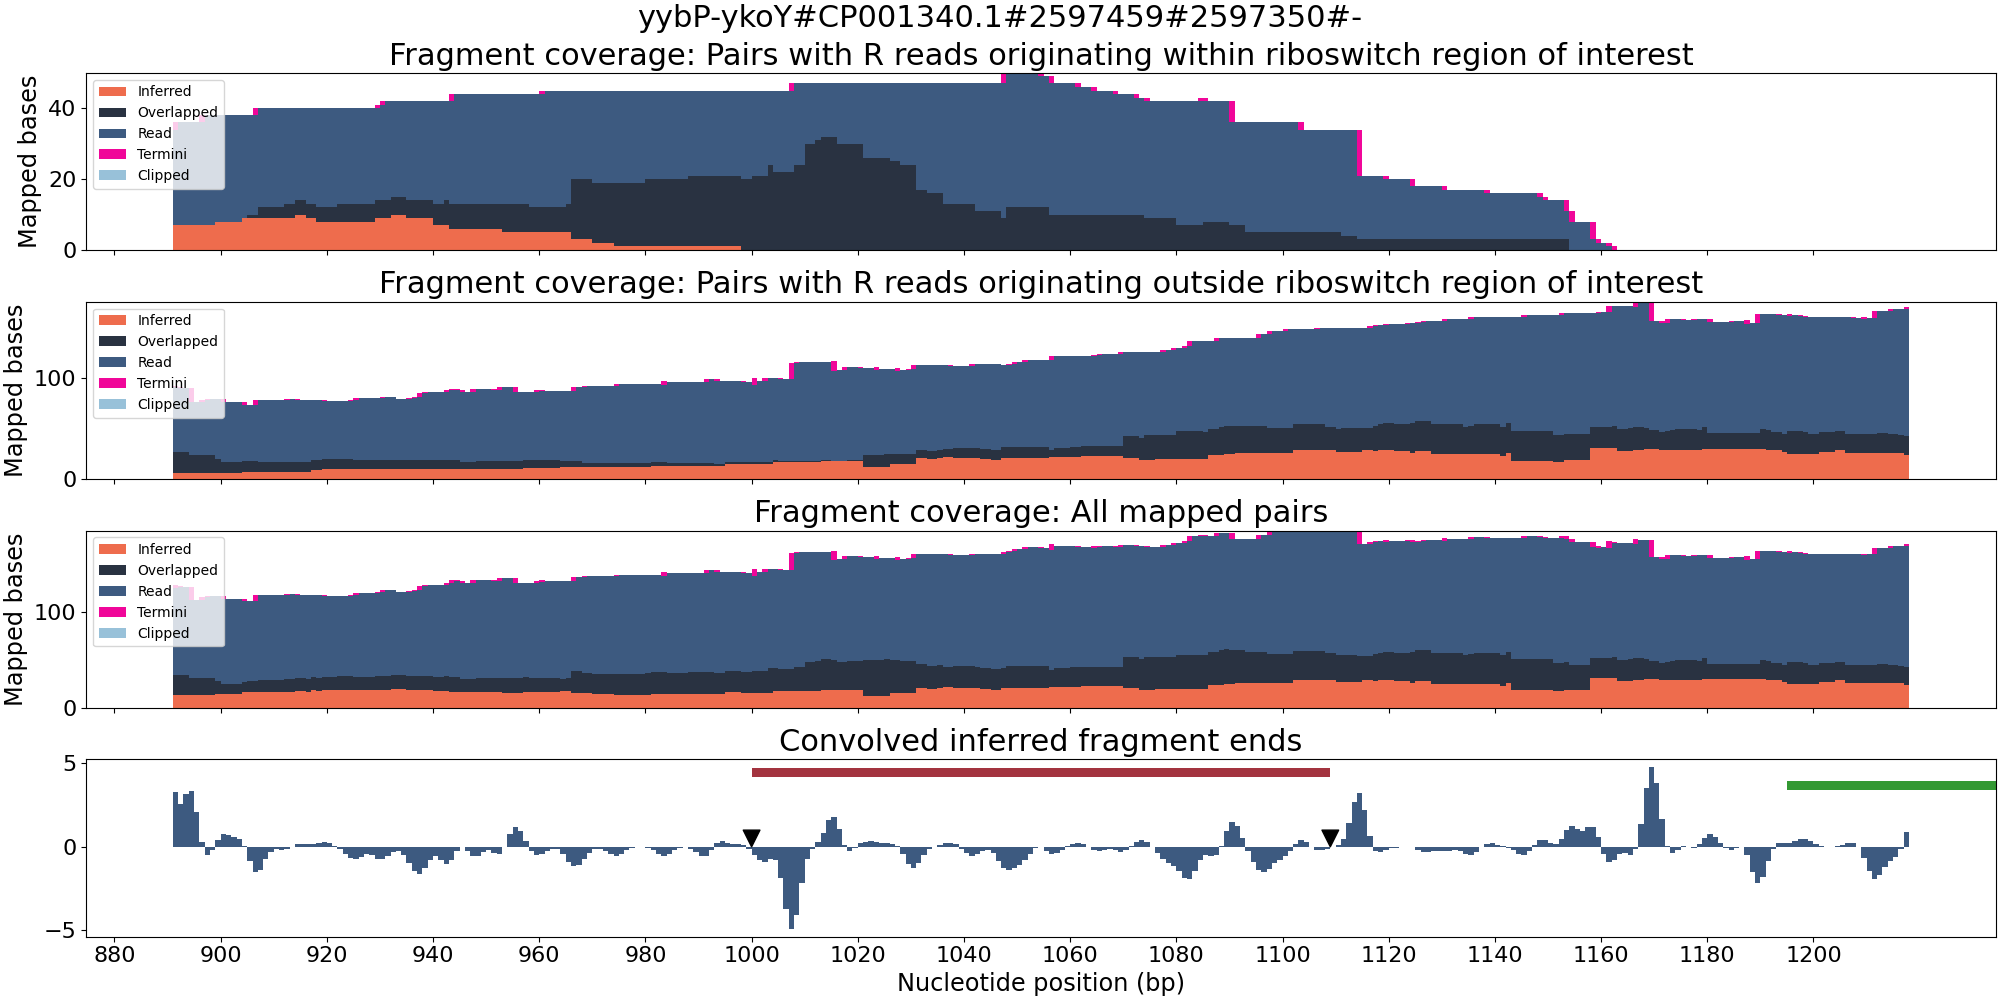 yybP-ykoY#CP001340.1#2597459#2597350#-
Fragment coverage: Pairs with R reads originating within riboswitch region of interest
Mapped bases
40
20
0
Inferred
Overlapped
Read
Termini
Clipped
Fragment coverage: Pairs with R reads originating outside riboswitch region of interest
Mapped bases
100
0
Inferred
Overlapped
Read
Termini
Clipped
Fragment coverage: All mapped pairs
Mapped bases
100
0
Inferred
Overlapped
Read
Termini
Clipped
Convolved inferred fragment ends
5
0
−5
880 900 920 940 960 980 1000 1020 1040 1060 1080 1100 1120 1140 1160 1180 1200
Nucleotide position (bp)